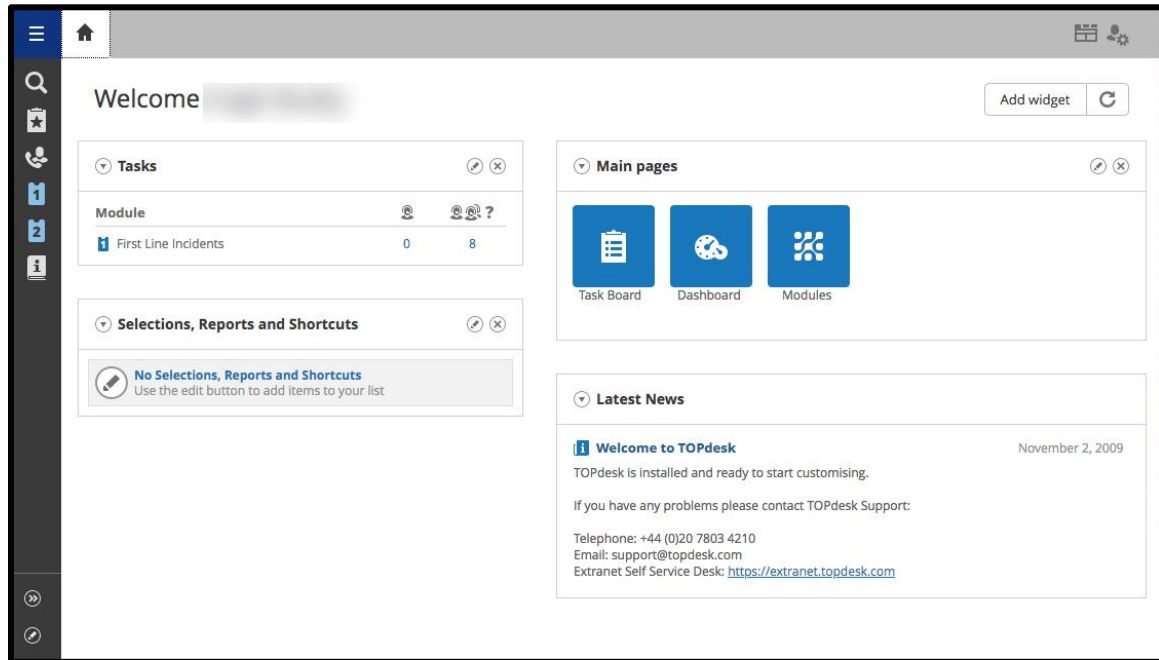 Welcome
Add widget
Tasks
Module ?
First Line Incidents 0 8
Selections, Reports and Shortcuts
No Selections, Reports and Shortcuts
Use the edit button to add items to your list
Main pages
Task Board Dashboard Modules
Latest News
Welcome to TOPdesk November 2, 2009
TOPdesk is installed and ready to start customising.
If you have any problems please contact TOPdesk Support:
Telephone: +44 (0)20 7803 4210
Email: support@topdesk.com
Extranet Self Service Desk: https://extranet.topdesk.com
1
2